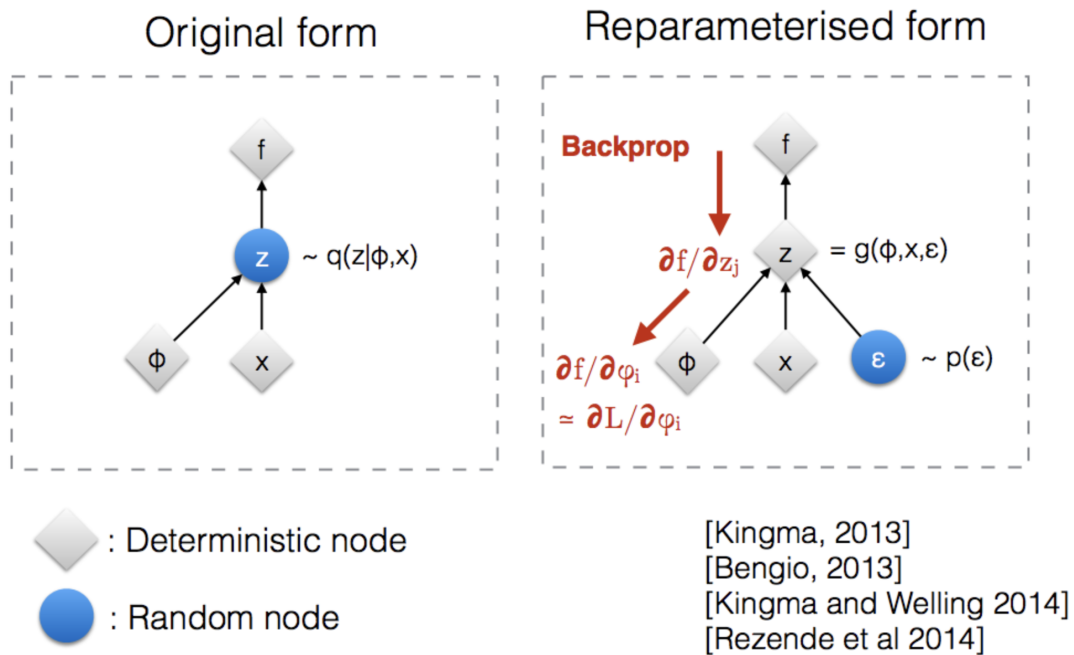 Original form
f
z ~ q(z|ϕ,x)
ϕ x
Reparameterised form
Backprop
f
∂f/∂zⱼ
z = g(ϕ,x,ε)
∂f/∂φᵢ
≃ ∂L/∂φᵢ
ϕ x ε ~ p(ε)
: Deterministic node
: Random node
[Kingma, 2013]
[Bengio, 2013]
[Kingma and Welling 2014]
[Rezende et al 2014]